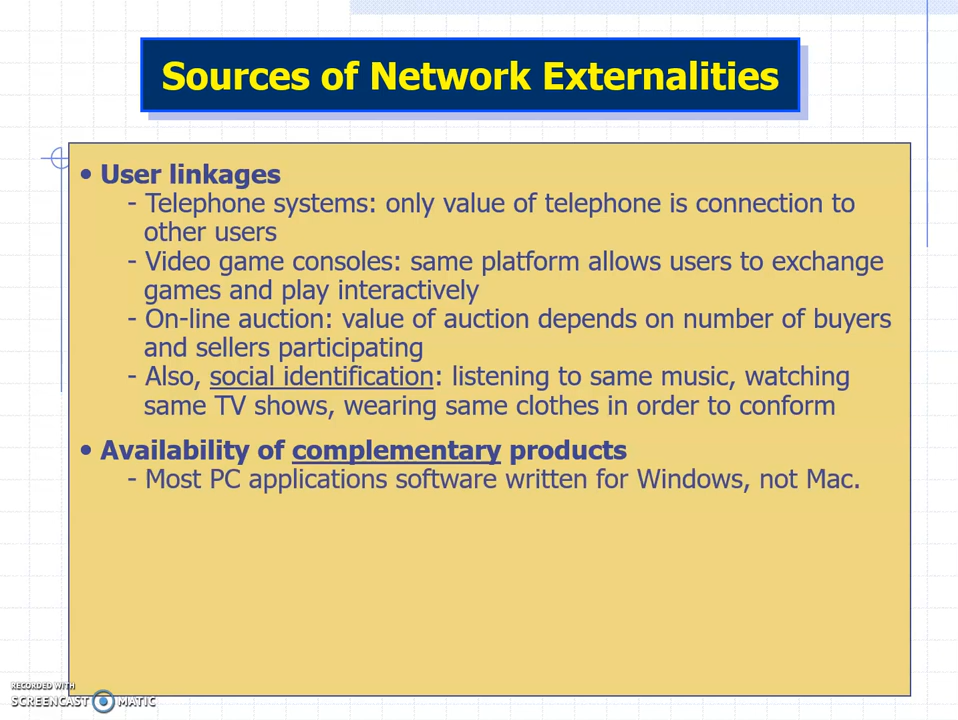 Sources of Network Externalities
• User linkages
- Telephone systems: only value of telephone is connection to
other users
- Video game consoles: same platform allows users to exchange
games and play interactively
- On-line auction: value of auction depends on number of buyers
and sellers participating
- Also, social identification: listening to same music, watching
same TV shows, wearing same clothes in order to conform
• Availability of complementary products
- Most PC applications software written for Windows, not Mac.
RECORDED WITH
SCREENCAST MATIC